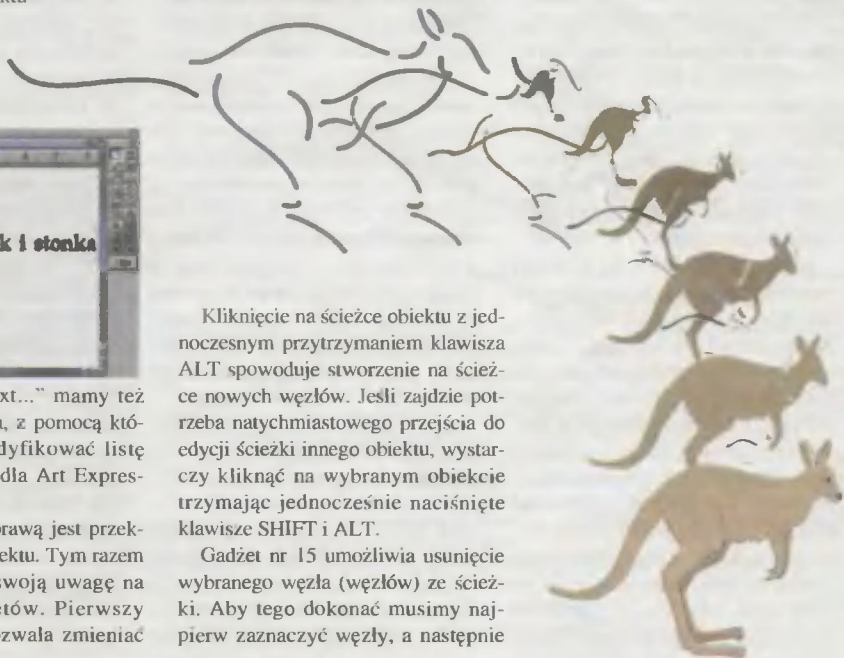 k i stonka
xt..." mamy też
, z pomocą któ-
dyfikować listę
dla Art Expres-
rawą jest przek-
ektu. Tym razem
swoją uwagę na
etów. Pierwszy
zwala zmieniać
Kliknięcie na ścieżce obiektu z jed-
noczesnym przytrzymaniem klawisza
ALT spowoduje stworzenie na ścież-
ce nowych węzłów. Jeśli zajdzie pot-
rzeba natychmiastowego przejścia do
edycji ścieżki innego obiektu, wystar-
czy kliknąć na wybranym obiekcie
trzymając jednocześnie naciśnięte
klawisze SHIFT i ALT.
Gadżet nr 15 umożliwia usunięcie
wybranego węzła (węzłów) ze ścież-
ki. Aby tego dokonać musimy naj-
pierw zaznaczyć węzły, a następnie